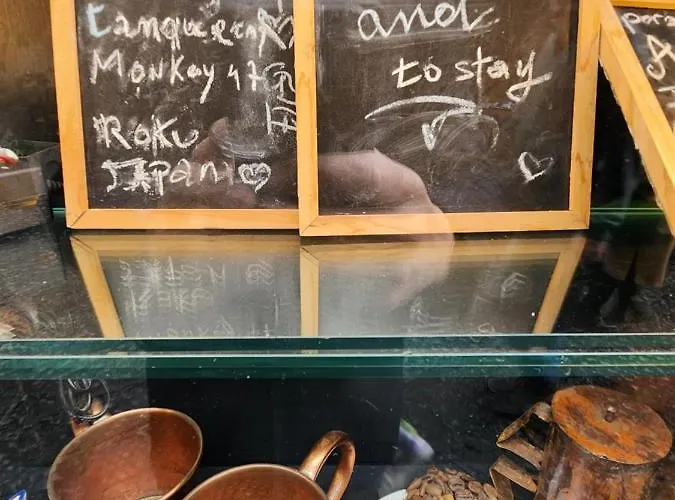 Tanqueray
Monkey 47
Roku
Japan
and
to stay